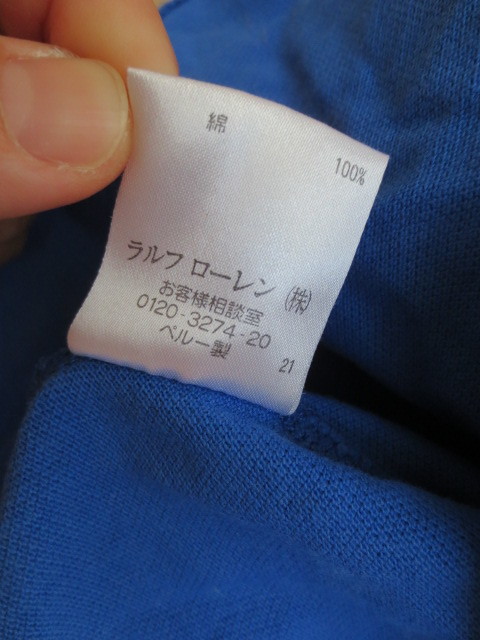 綿 100%
ラルフ ローレン (株)
お客様相談室
0120-3274-20
ペルー製
21